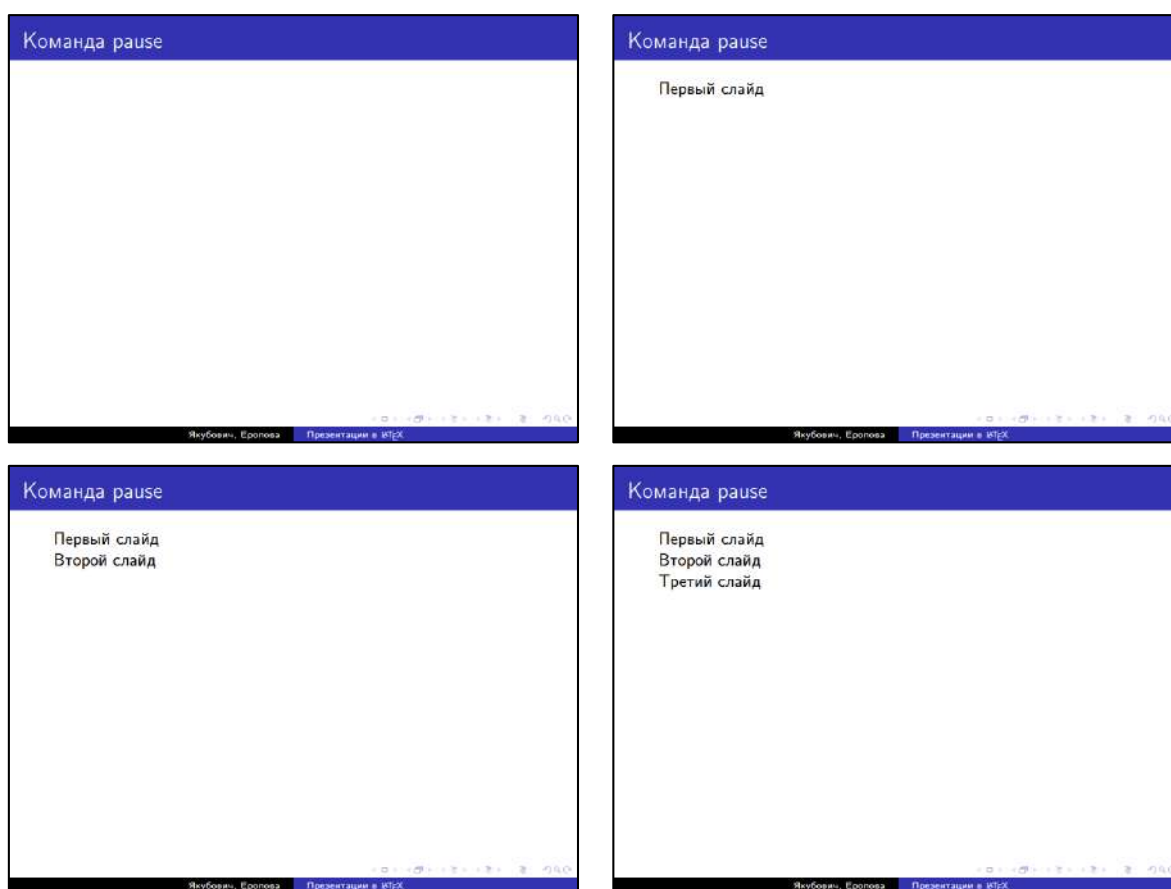 Команда pause
Якубович, Еропова Презентации в LATEX
Команда pause
Первый слайд
Якубович, Еропова Презентации в LATEX
Команда pause
Первый слайд
Второй слайд
Якубович, Еропова Презентации в LATEX
Команда pause
Первый слайд
Второй слайд
Третий слайд
Якубович, Еропова Презентации в LATEX